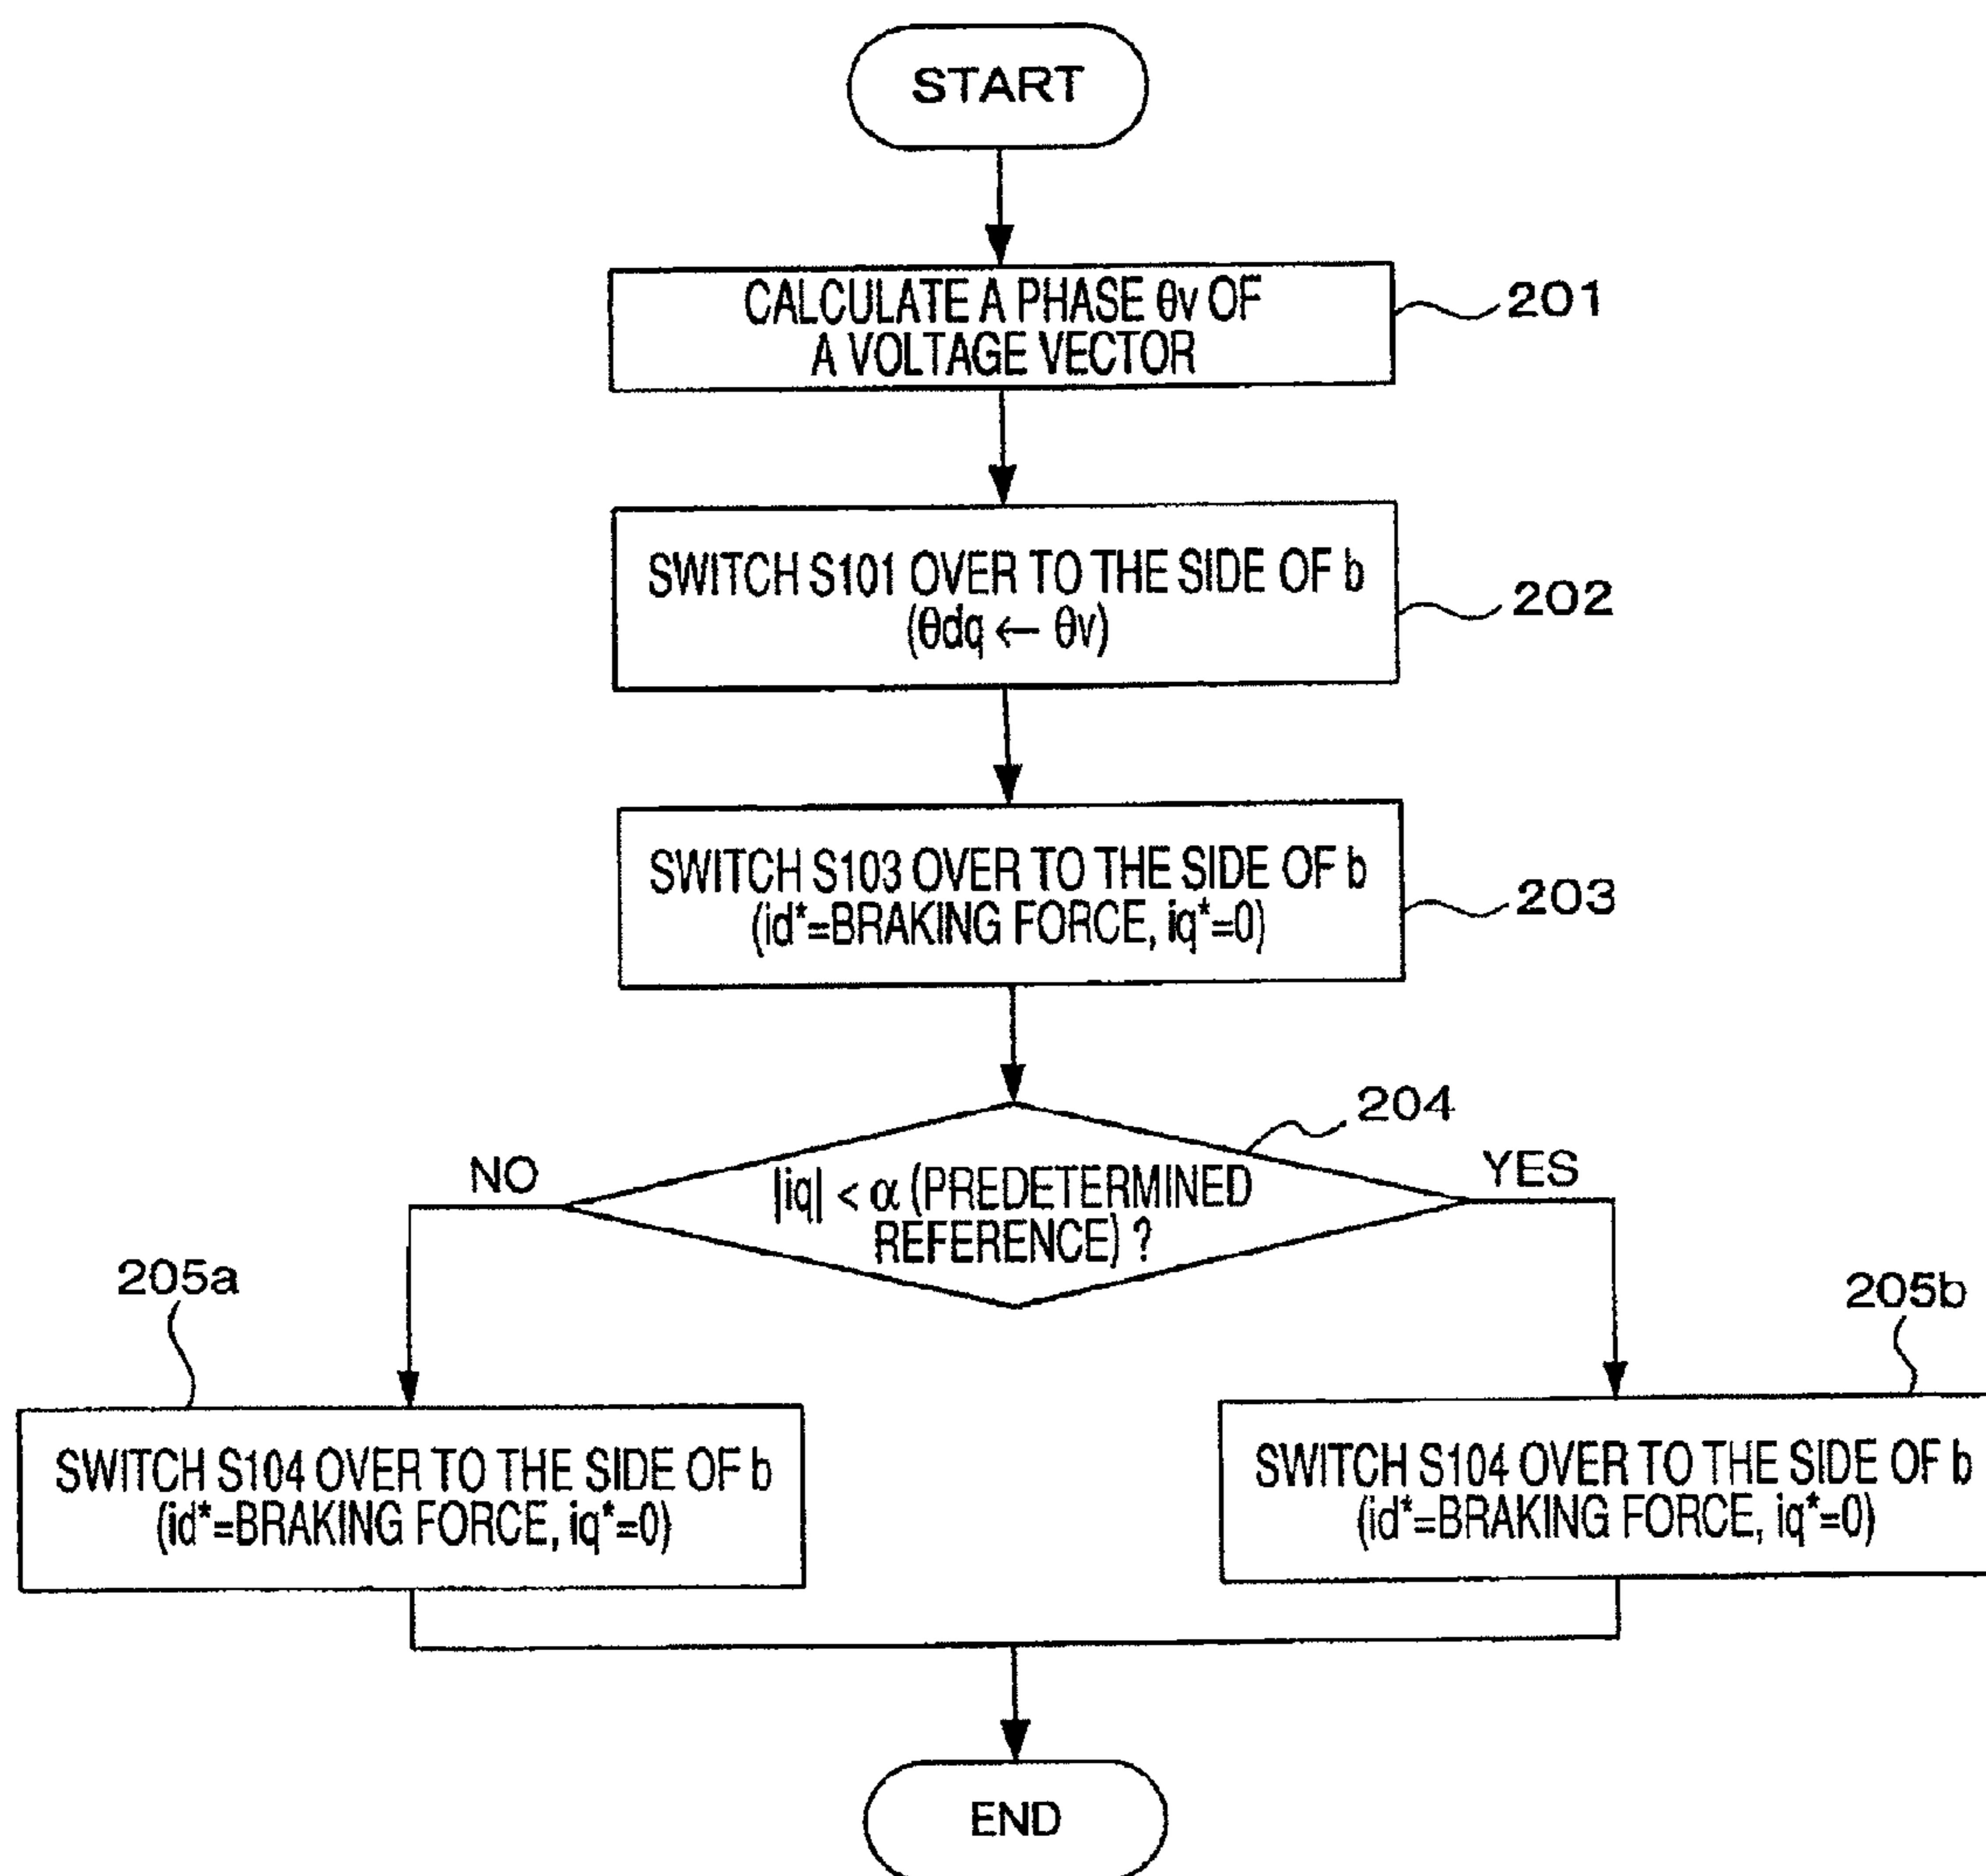 START
CALCULATE A PHASE θv OF
A VOLTAGE VECTOR
201
SWITCH S101 OVER TO THE SIDE OF b
(θdq ← θv)
202
SWITCH S103 OVER TO THE SIDE OF b
(id*=BRAKING FORCE, iq*=0)
203
204
NO
|iq| < α (PREDETERMINED
REFERENCE) ?
YES
205a
205b
SWITCH S104 OVER TO THE SIDE OF b
(id*=BRAKING FORCE, iq*=0)
SWITCH S104 OVER TO THE SIDE OF b
(id*=BRAKING FORCE, iq*=0)
END